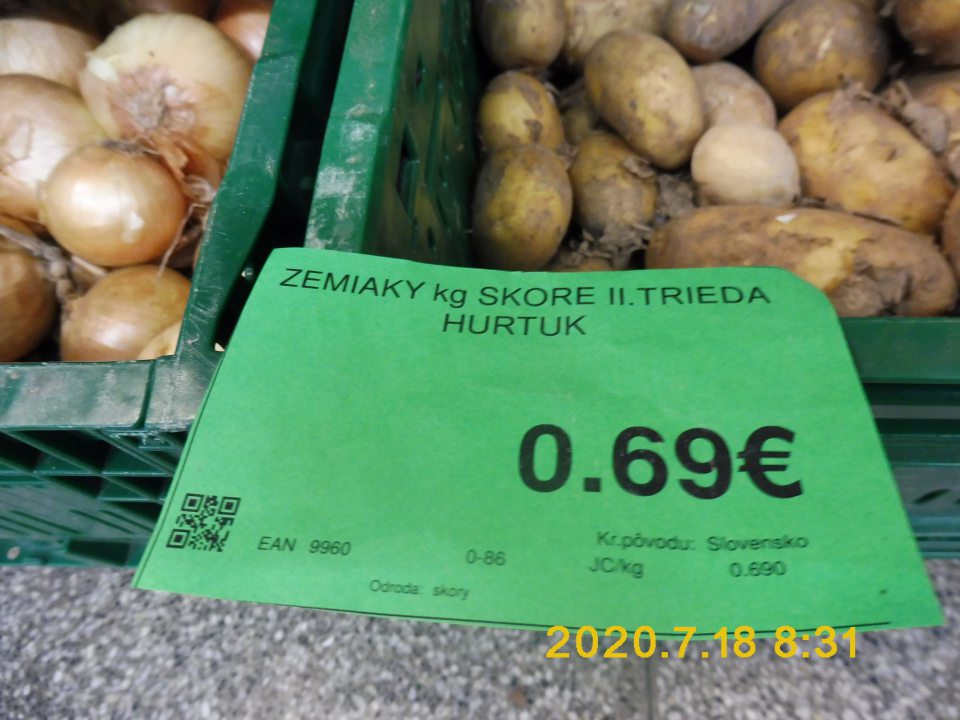 ZEMIAKY kg SKORE II.TRIEDA
HURTUK
0.69€
EAN 9960
0-86
Kr.pôvodu: Slovensko
JC/kg 0.690
Odroda: skory
2020.7.18 8:31